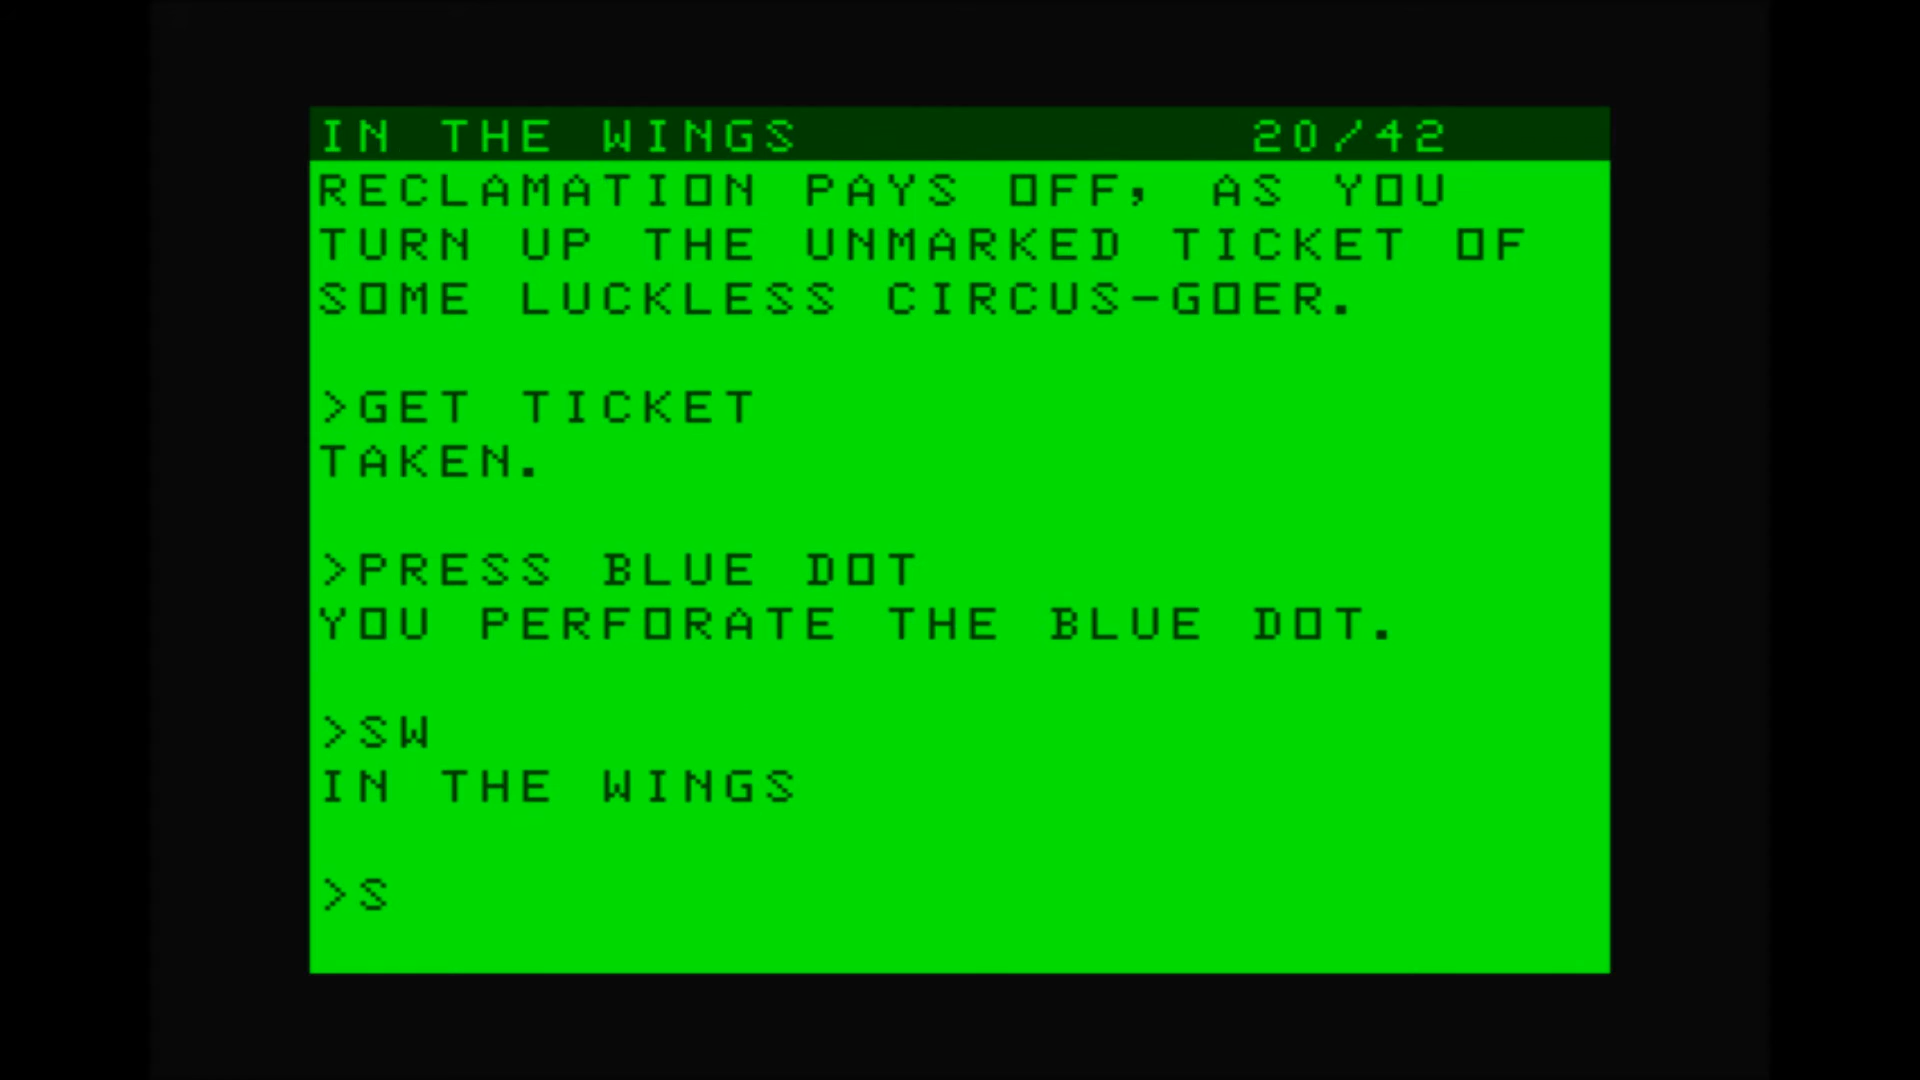 IN THE WINGS 20/42
RECLAMATION PAYS OFF, AS YOU
TURN UP THE UNMARKED TICKET OF
SOME LUCKLESS CIRCUS-GOER.
>GET TICKET
TAKEN.
>PRESS BLUE DOT
YOU PERFORATE THE BLUE DOT.
>SW
IN THE WINGS
>S